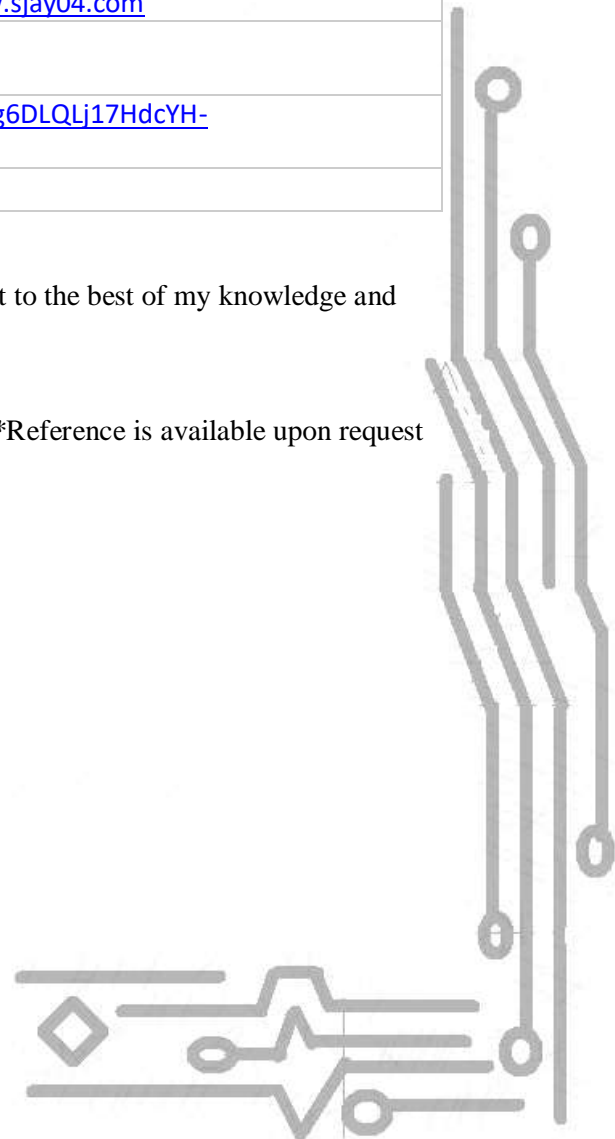 .sjay04.com
g6DLQLj17HdcYH-
t to the best of my knowledge and
*Reference is available upon request